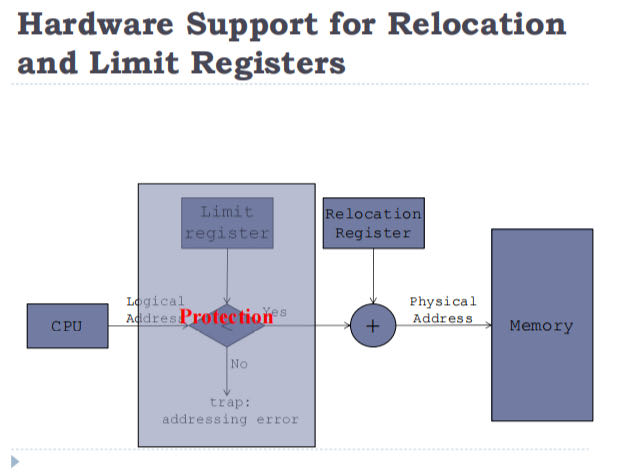 Hardware Support for Relocation
and Limit Registers
Limit
register
Relocation
Register
Logical
Address
Protection
<
Yes
CPU
+
Physical
Address
Memory
No
trap:
addressing error